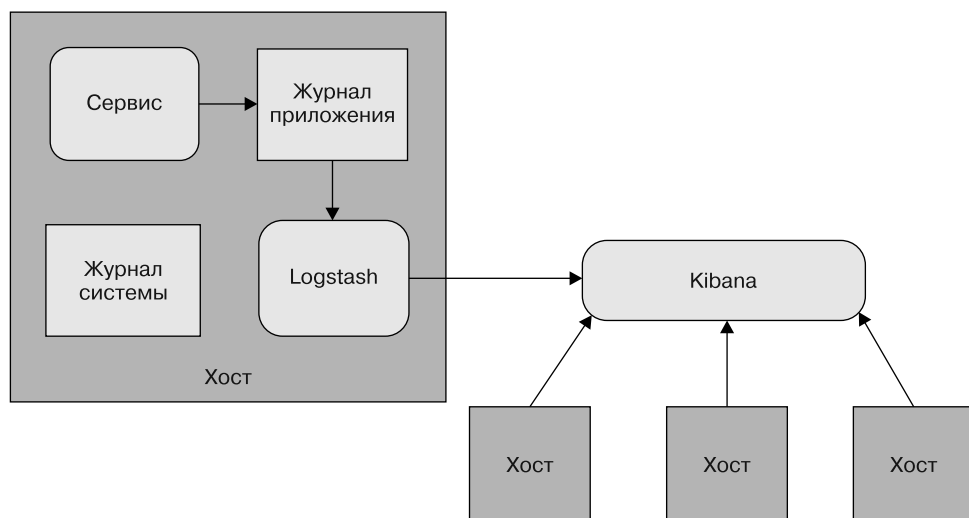 Сервис
Журнал
приложения
Журнал
системы
Logstash
Kibana
Хост
Хост
Хост
Хост